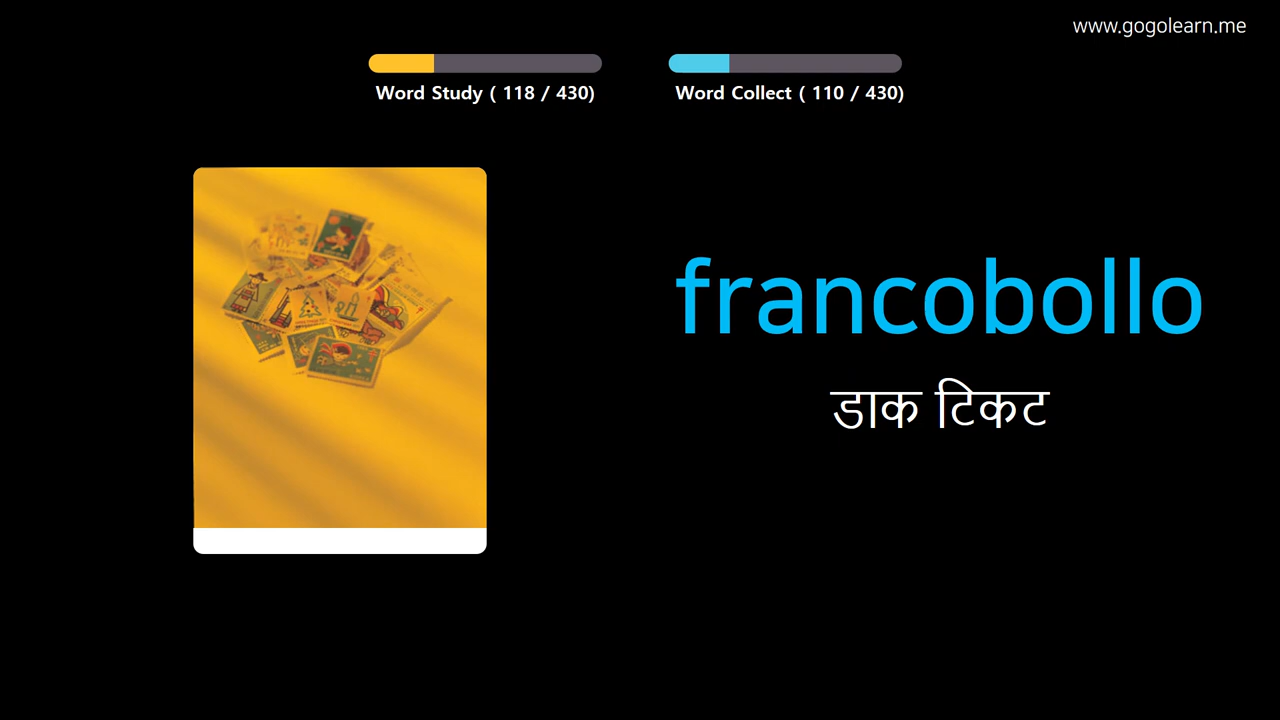 www.gogolearn.me
Word Study ( 118 / 430)
Word Collect ( 110 / 430)
francobollo
डाक टिकट